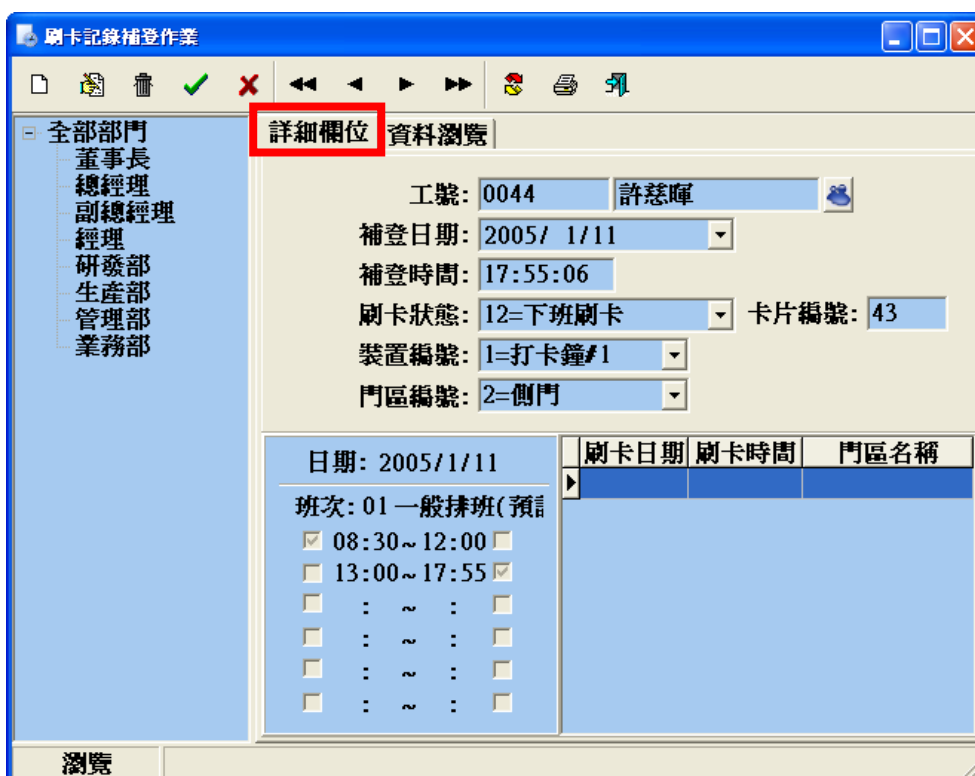 刷卡記錄補登作業
全部部門
董事長
總經理
副總經理
經理
研發部
生產部
管理部
業務部
詳細欄位 資料瀏覽
工號: 0044 許慈暉
補登日期: 2005/ 1/11
補登時間: 17:55:06
刷卡狀態: 12=下班刷卡 卡片編號: 43
裝置編號: 1=打卡鐘#1
門區編號: 2=側門
日期: 2005/1/11
班次: 01 一般排班(預
08:30~12:00
13:00~17:55
: ~ :
: ~ :
: ~ :
: ~ :
刷卡日期 刷卡時間 門區名稱
瀏覽